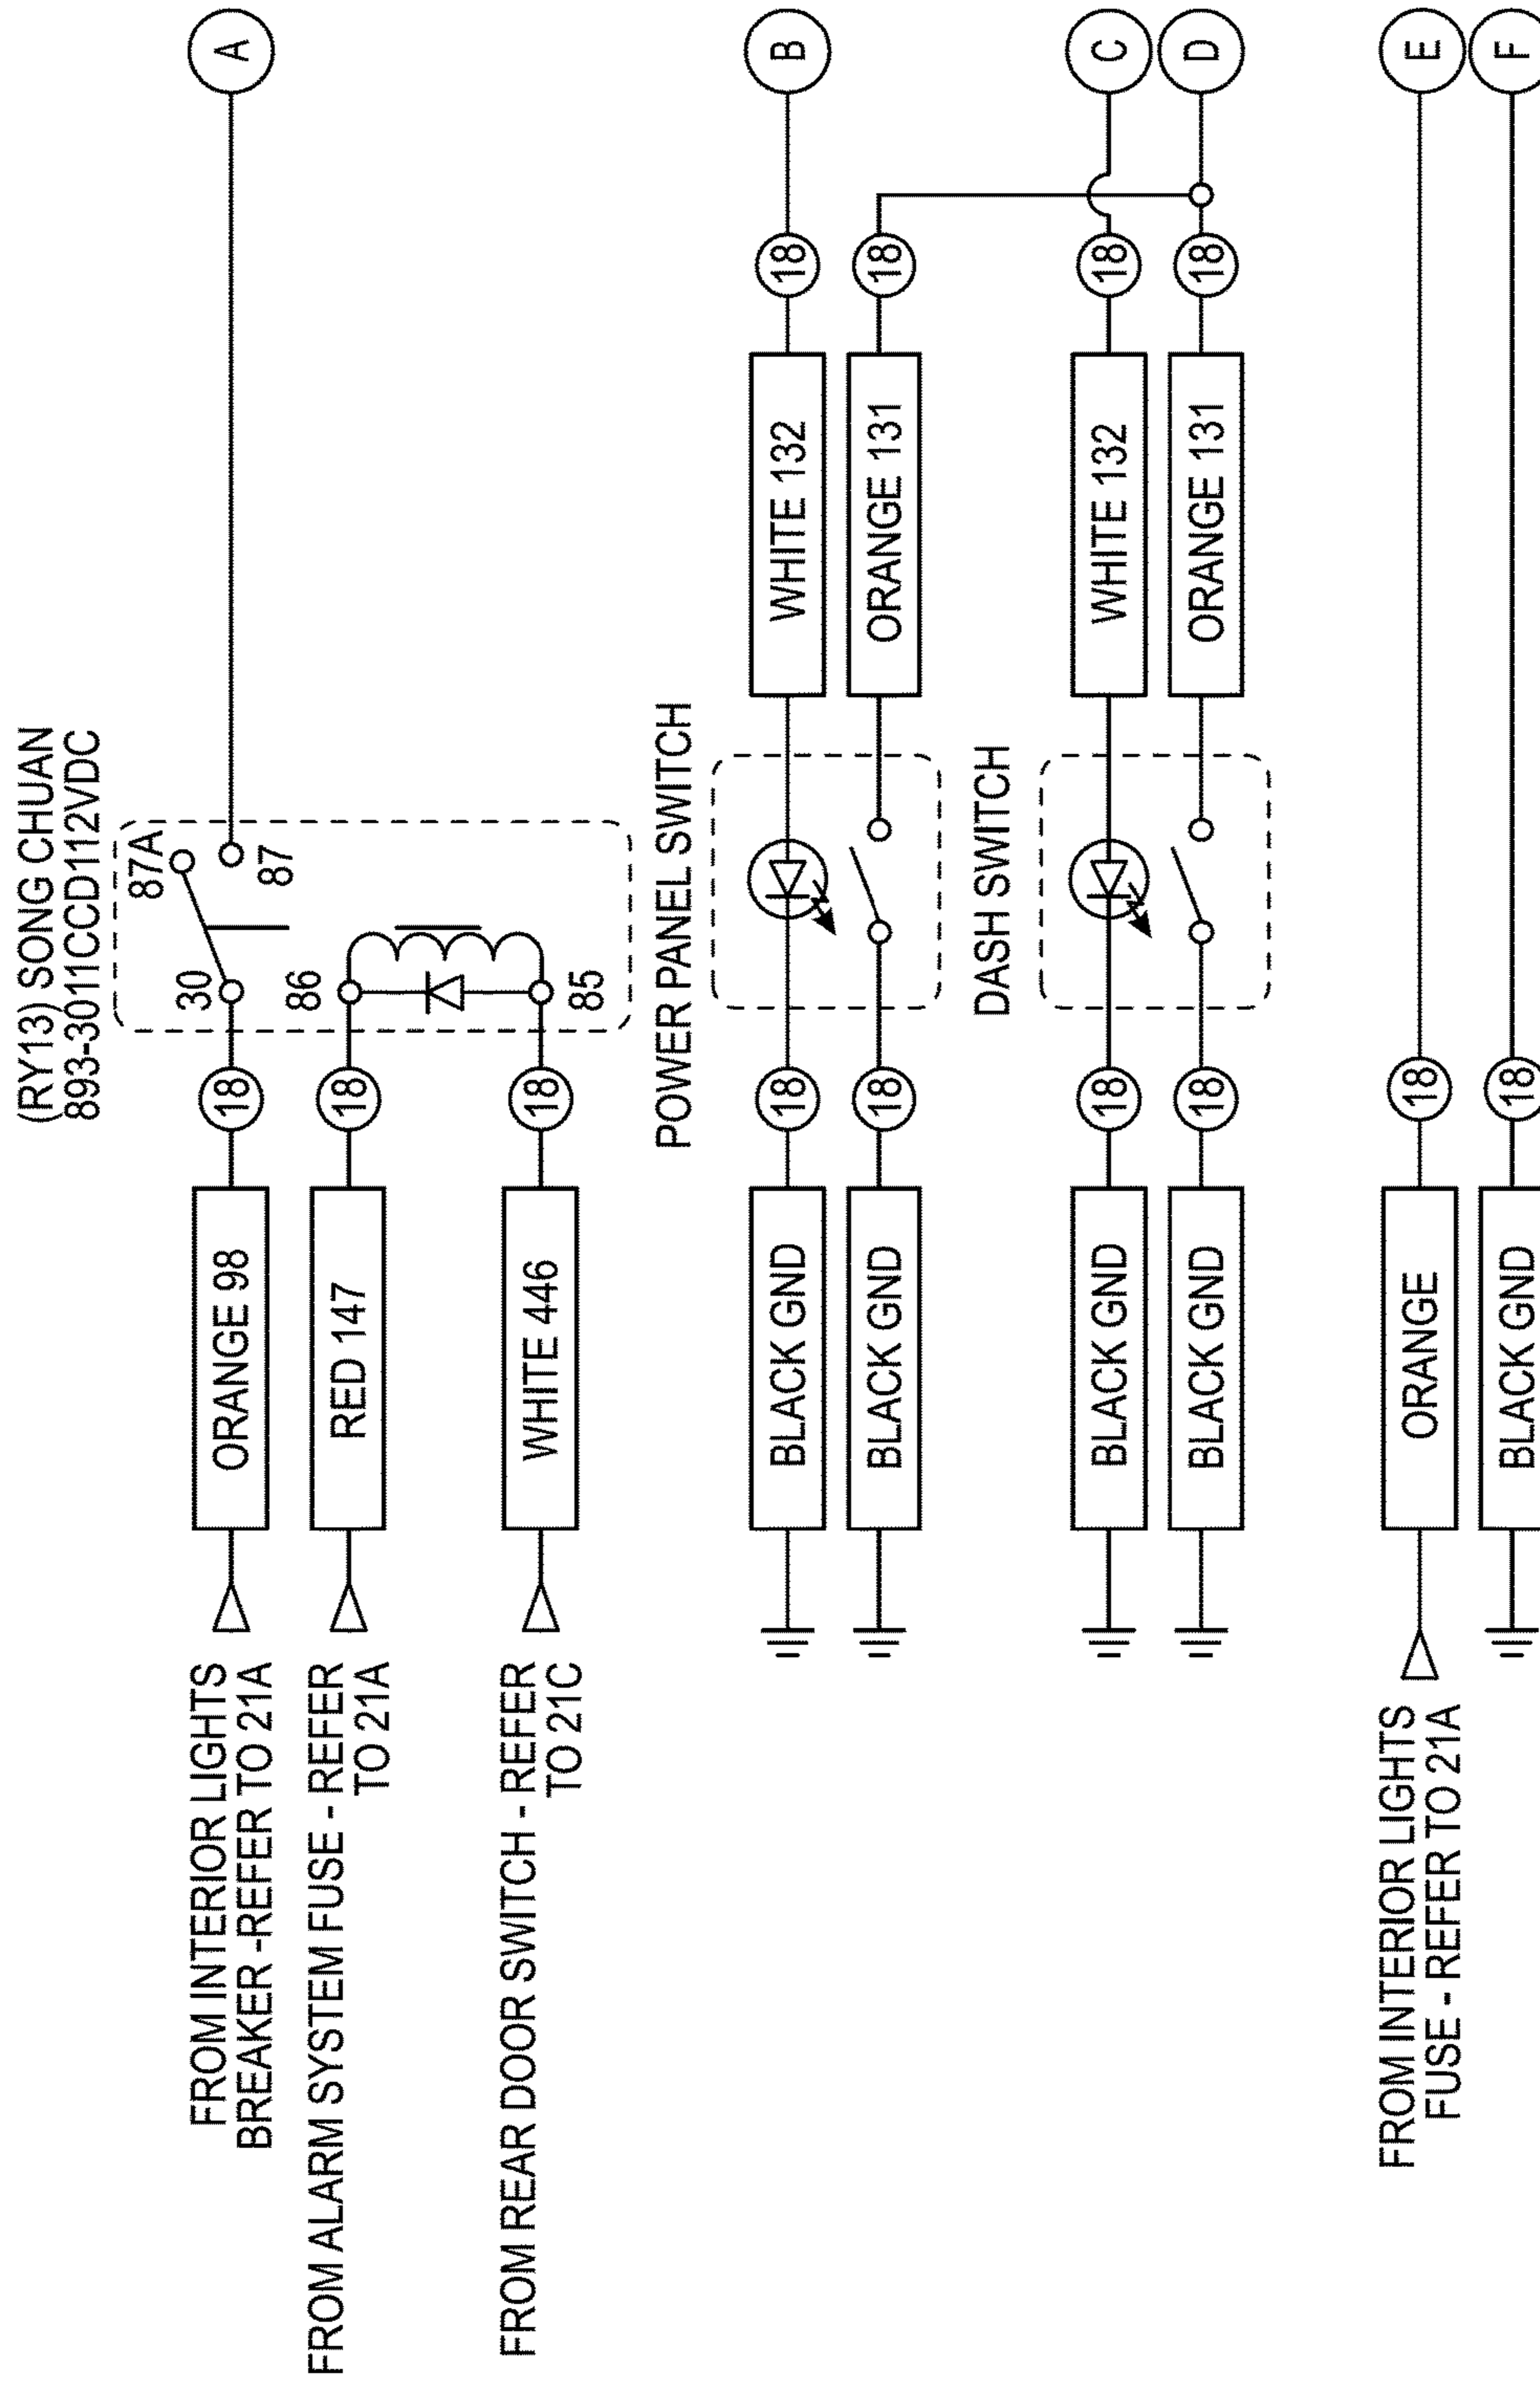 (RY13) SONG CHUAN
893-3011CCD112VDC
FROM INTERIOR LIGHTS
BREAKER -REFER TO 21A
ORANGE 98
18
30
87A
87
A
FROM ALARM SYSTEM FUSE - REFER
TO 21A
RED 147
18
86
FROM REAR DOOR SWITCH - REFER
TO 21C
WHITE 446
18
85
POWER PANEL SWITCH
BLACK GND
18
WHITE 132
18
B
BLACK GND
18
ORANGE 131
18
DASH SWITCH
BLACK GND
18
WHITE 132
18
C
BLACK GND
18
ORANGE 131
18
D
FROM INTERIOR LIGHTS
FUSE - REFER TO 21A
ORANGE
18
E
BLACK GND
18
F